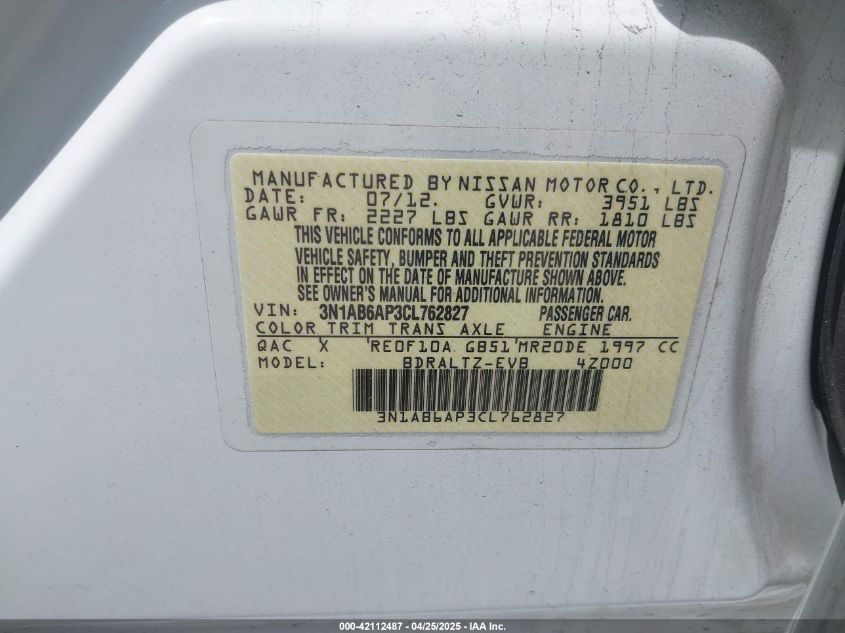 MANUFACTURED BY NISSAN MOTOR CO., LTD.
DATE: 07/12. GVWR: 3951 LBS
GAWR FR: 2227 LBS GAWR RR: 1810 LBS
THIS VEHICLE CONFORMS TO ALL APPLICABLE FEDERAL MOTOR
VEHICLE SAFETY, BUMPER AND THEFT PREVENTION STANDARDS
IN EFFECT ON THE DATE OF MANUFACTURE SHOWN ABOVE.
SEE OWNER'S MANUAL FOR ADDITIONAL INFORMATION.
VIN: 3N1AB6AP3CL762827 PASSENGER CAR.
COLOR TRIM TRANS AXLE ENGINE
QAC X 'RE0F10A GB51'MR20DE 1997 CC
MODEL: BDRALTZ-EVB 4Z000
3N1AB6AP3CL762827
000-42112487 - 04/25/2025 - IAA Inc.